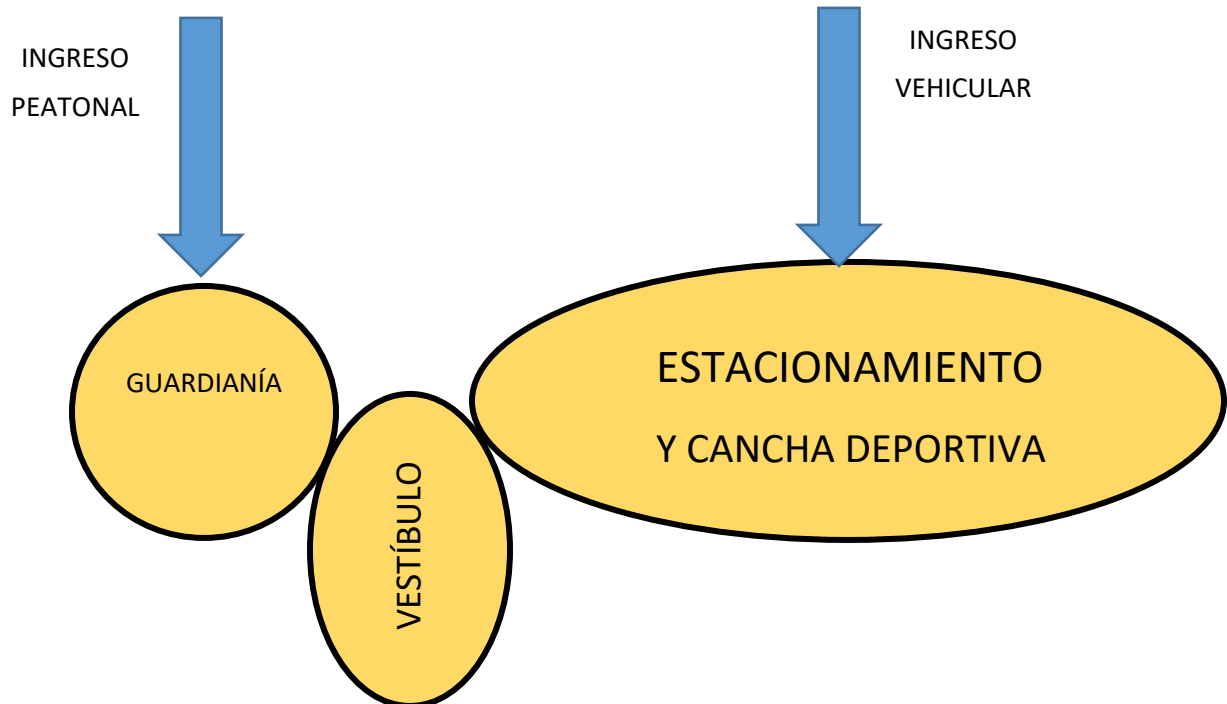 INGRESO
PEATONAL
INGRESO
VEHICULAR
GUARDIANÍA
ESTACIONAMIENTO
Y CANCHA DEPORTIVA
VESTÍBULO